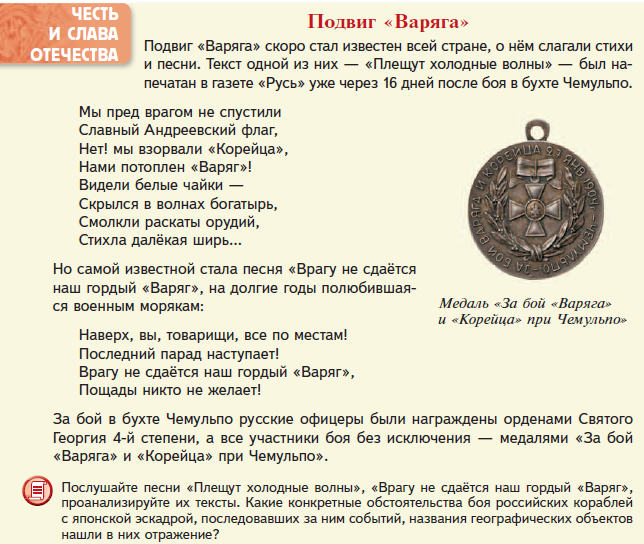 ЧЕСТЬ
И СЛАВА
ОТЕЧЕСТВА
Подвиг «Варяга»
Подвиг «Варяга» скоро стал известен всей стране, о нём слагали стихи
и песни. Текст одной из них — «Плещут холодные волны» — был на-
печатан в газете «Русь» уже через 16 дней после боя в бухте Чемульпо.
Мы пред врагом не спустили
Славный Андреевский флаг,
Нет! мы взорвали «Корейца»,
Нами потоплен «Варяг»!
Видели белые чайки —
Скрылся в волнах богатырь,
Смолкли раскаты орудий,
Стихла далёкая ширь...
ЗА БОЙ ВАРЯГА И КОРЕЙЦА 27 ЯНВ. 1904г. – ЧЕМУЛЬПО –
Но самой известной стала песня «Врагу не сдаётся
наш гордый «Варяг», на долгие годы полюбившая-
ся военным морякам:
Медаль «За бой «Варяга»
и «Корейца» при Чемульпо»
Наверх, вы, товарищи, все по местам!
Последний парад наступает!
Врагу не сдаётся наш гордый «Варяг»,
Пощады никто не желает!
За бой в бухте Чемульпо русские офицеры были награждены орденами Святого
Георгия 4-й степени, а все участники боя без исключения — медалями «За бой
«Варяга» и «Корейца» при Чемульпо».
Послушайте песни «Плещут холодные волны», «Врагу не сдаётся наш гордый «Варяг»,
проанализируйте их тексты. Какие конкретные обстоятельства боя российских кораблей
с японской эскадрой, последовавших за ним событий, названия географических объектов
нашли в них отражение?